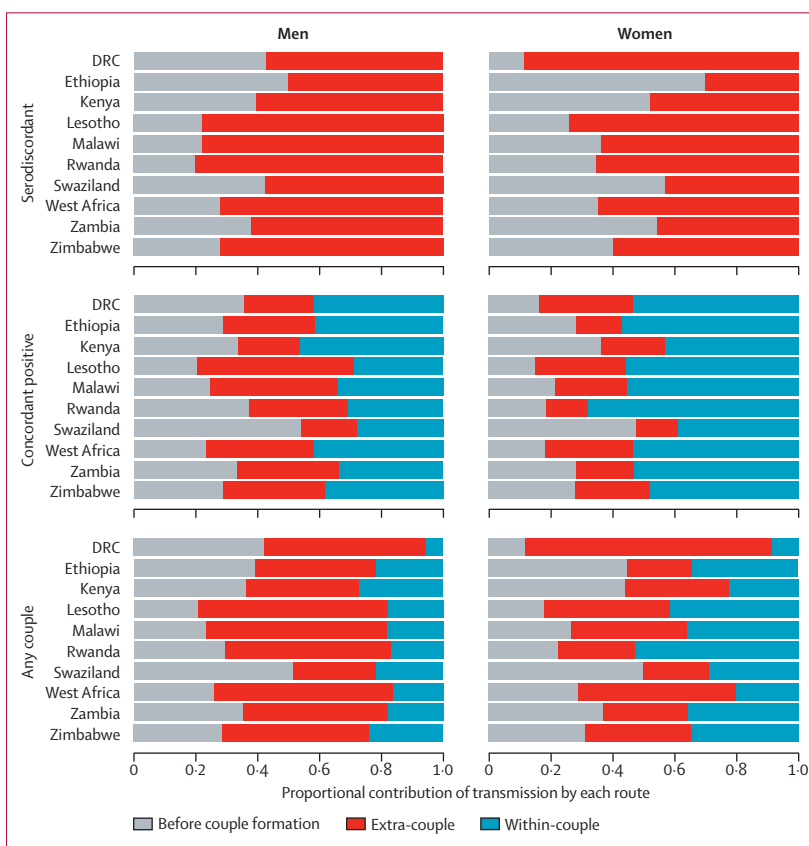 Men
Women
Serodiscordant
DRC
Ethiopia
Kenya
Lesotho
Malawi
Rwanda
Swaziland
West Africa
Zambia
Zimbabwe
Concordant positive
DRC
Ethiopia
Kenya
Lesotho
Malawi
Rwanda
Swaziland
West Africa
Zambia
Zimbabwe
Any couple
DRC
Ethiopia
Kenya
Lesotho
Malawi
Rwanda
Swaziland
West Africa
Zambia
Zimbabwe
0 0·2 0·4 0·6 0·8 1·0
0 0·2 0·4 0·6 0·8 1·0
Proportional contribution of transmission by each route
Before couple formation Extra-couple Within-couple